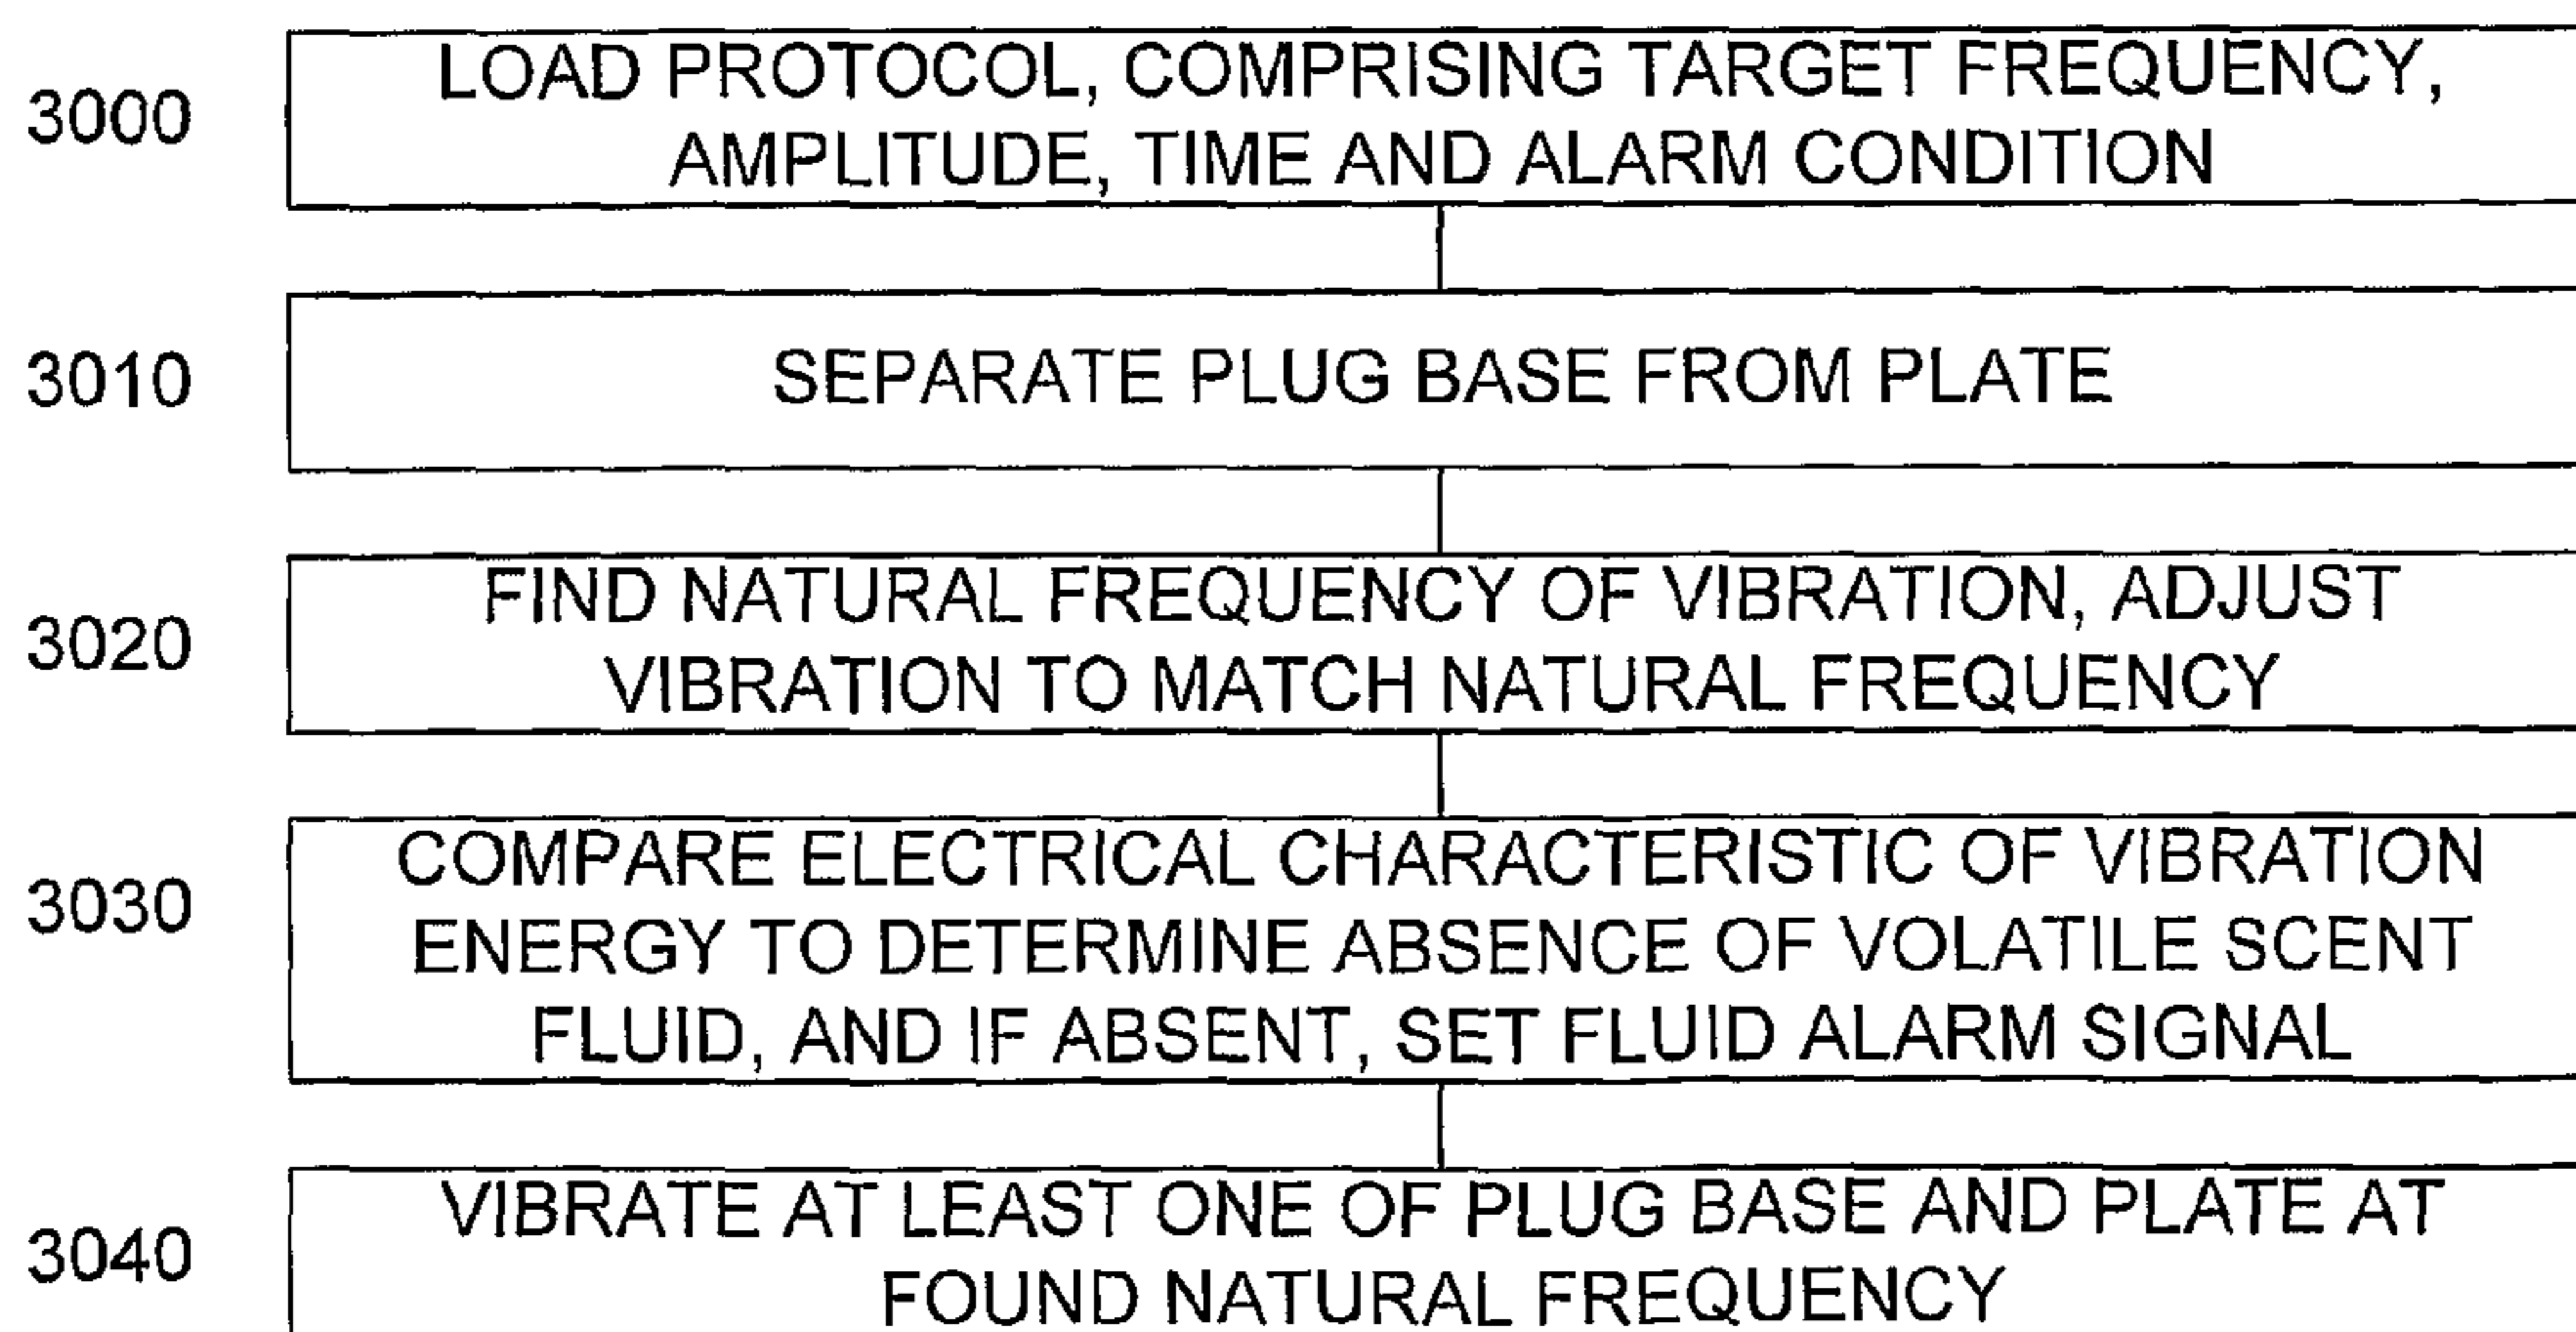 3000
LOAD PROTOCOL, COMPRISING TARGET FREQUENCY,
AMPLITUDE, TIME AND ALARM CONDITION
3010
SEPARATE PLUG BASE FROM PLATE
3020
FIND NATURAL FREQUENCY OF VIBRATION, ADJUST
VIBRATION TO MATCH NATURAL FREQUENCY
3030
COMPARE ELECTRICAL CHARACTERISTIC OF VIBRATION
ENERGY TO DETERMINE ABSENCE OF VOLATILE SCENT
FLUID, AND IF ABSENT, SET FLUID ALARM SIGNAL
3040
VIBRATE AT LEAST ONE OF PLUG BASE AND PLATE AT
FOUND NATURAL FREQUENCY